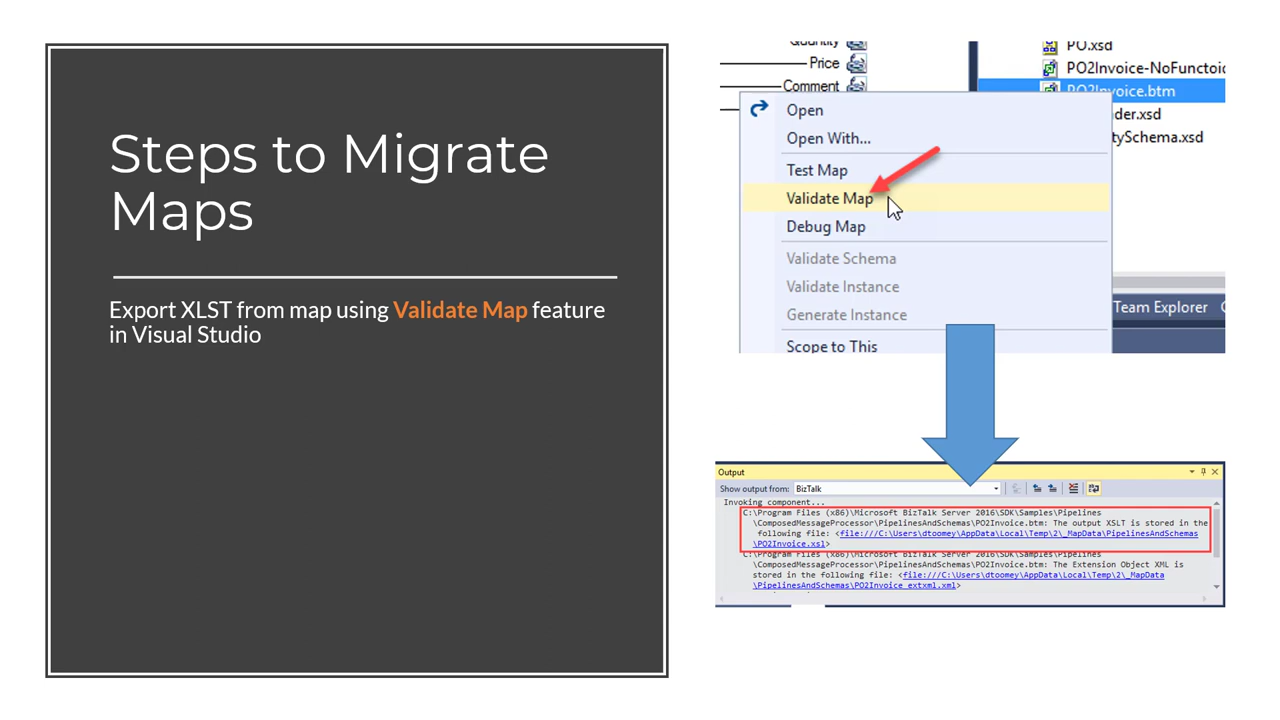 Steps to Migrate
Maps
Export XLST from map using Validate Map feature
in Visual Studio
Quantity
Price
Comment
PO.xsd
PO2Invoice-NoFunctoid
PO2Invoice.btm
der.xsd
tySchema.xsd
Open
Open With...
Test Map
Validate Map
Debug Map
Validate Schema
Validate Instance
Generate Instance
Scope to This
Team Explorer
Output
Show output from: BizTalk
Invoking component...
C:\Program Files (x86)\Microsoft BizTalk Server 2016\SDK\Samples\Pipelines
\ComposedMessageProcessor\PipelinesAndSchemas\PO2Invoice.btm: The output XSLT is stored in the
following file: <file:///C:\Users\dtoomey\AppData\Local\Temp\2\_MapData\PipelinesAndSchemas
\PO2Invoice.xsl>
C:\Program Files (x86)\Microsoft BizTalk Server 2016\SDK\Samples\Pipelines
\ComposedMessageProcessor\PipelinesAndSchemas\PO2Invoice.btm: The Extension Object XML is
stored in the following file: <file:///C:\Users\dtoomey\AppData\Local\Temp\2\_MapData
\PipelinesAndSchemas\PO2Invoice_extxml.xml>